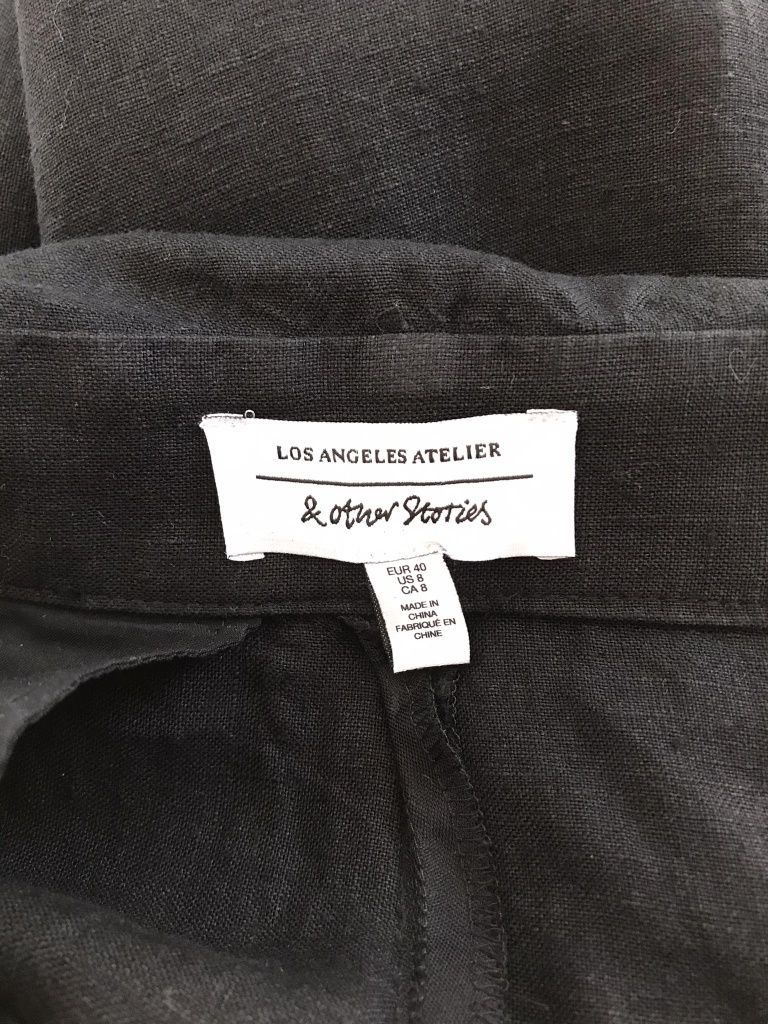 LOS ANGELES ATELIER
& Other Stories
EUR 40
US 8
CA 8
MADE IN
CHINA
FABRIQUÉ EN
CHINE